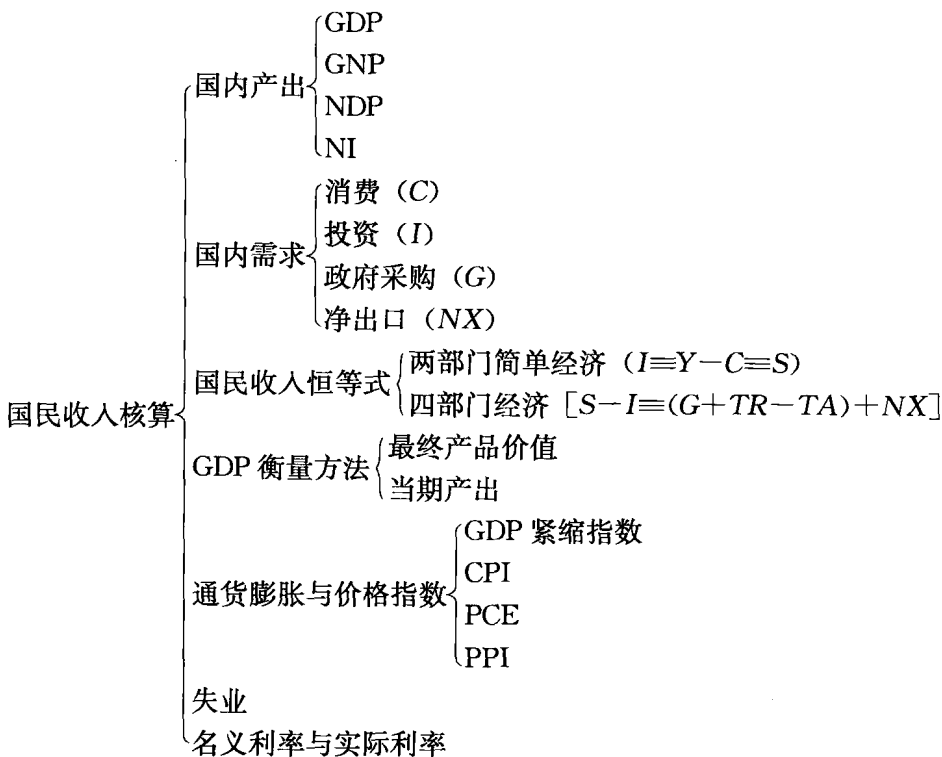 国民收入核算
国内产出
GDP
GNP
NDP
NI
国内需求
消费（C）
投资（I）
政府采购（G）
净出口（NX）
国民收入恒等式
两部门简单经济（I≡Y－C≡S）
四部门经济［S－I≡(G＋TR－TA)＋NX］
GDP 衡量方法
最终产品价值
当期产出
通货膨胀与价格指数
GDP 紧缩指数
CPI
PCE
PPI
失业
名义利率与实际利率